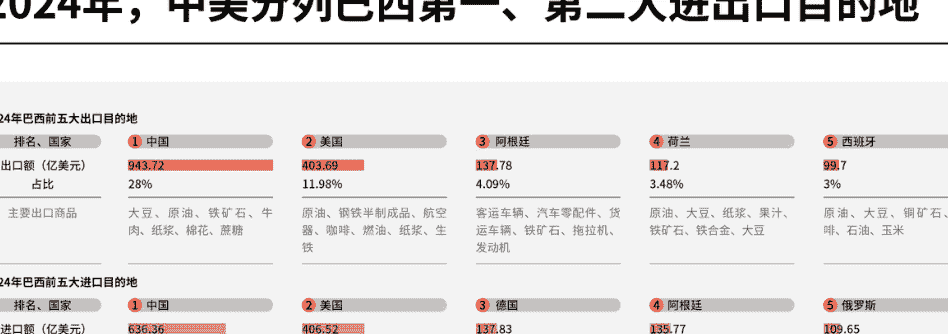 2024年，中美分列巴西第一、第二大进出口目的地
24年巴西前五大出口目的地
排名、国家 1 中国 2 美国 3 阿根廷 4 荷兰 5 西班牙
出口额（亿美元） 943.72 403.69 137.78 117.2 99.7
占比 28% 11.98% 4.09% 3.48% 3%
主要出口商品 大豆、原油、铁矿石、牛 原油、钢铁半制成品、航空 客运车辆、汽车零配件、货 原油、大豆、纸浆、果汁、 原油、大豆、铜矿石、
肉、纸浆、棉花、蔗糖 器、咖啡、燃油、纸浆、生 运车辆、铁矿石、拖拉机、 铁矿石、铁合金、大豆 啡、石油、玉米
铁 发动机
24年巴西前五大进口目的地
排名、国家 1 中国 2 美国 3 德国 4 阿根廷 5 俄罗斯
进口额（亿美元） 636.36 406.52 137.83 135.77 109.65